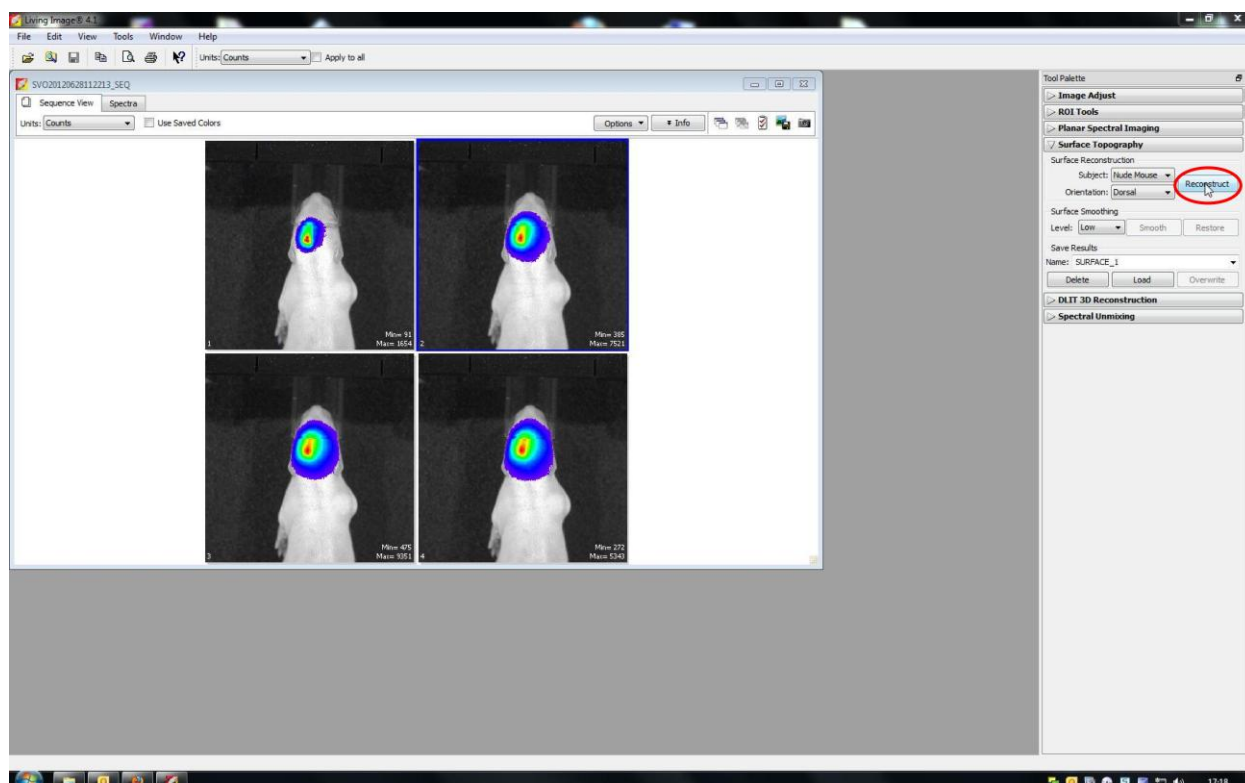 Living Image® 4.1
File Edit View Tools Window Help
Units: Counts Apply to all
SVO20120628112213_SEQ
Sequence View Spectra
Units: Counts Use Saved Colors Options Info
1 Min= 91
Max= 1654
2 Min= 385
Max= 7521
3 Min= 475
Max= 9351
4 Min= 272
Max= 5343
Tool Palette
Image Adjust
ROI Tools
Planar Spectral Imaging
Surface Topography
Surface Reconstruction
Subject: Nude Mouse
Reconstruct
Orientation: Dorsal
Surface Smoothing
Level: Low Smooth Restore
Save Results
Name: SURFACE_1
Delete Load Overwrite
DLIT 3D Reconstruction
Spectral Unmixing
17:18